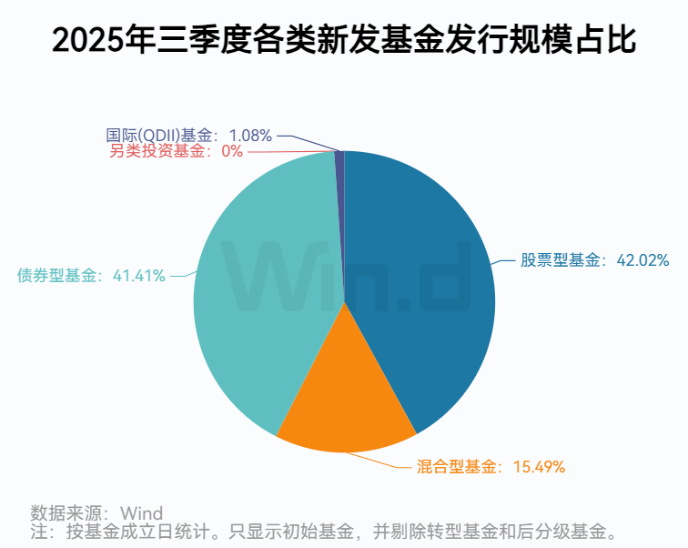 2025年三季度各类新发基金发行规模占比
国际(QDII)基金：1.08%
另类投资基金：0%
债券型基金：41.41%
Win.d
股票型基金：42.02%
混合型基金：15.49%
数据来源：Wind
注：按基金成立日统计。只显示初始基金，并剔除转型基金和后分级基金。